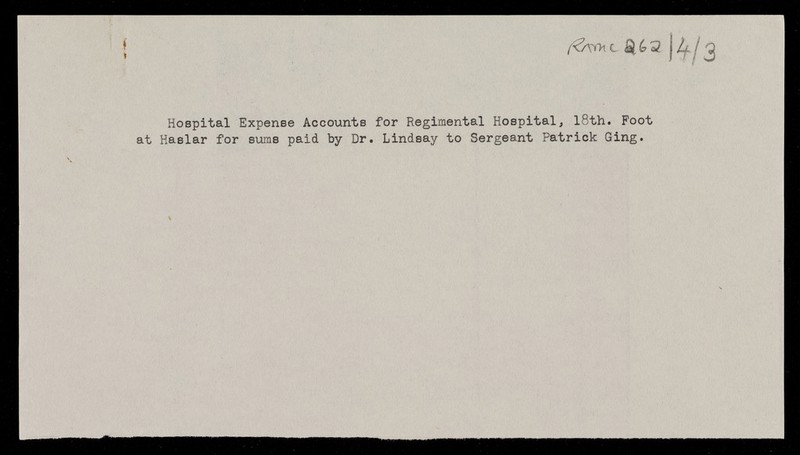 RAMC 262/4/3
Hospital Expense Accounts for Regimental Hospital, 18th. Foot
at Haslar for sums paid by Dr. Lindsay to Sergeant Patrick Ging.